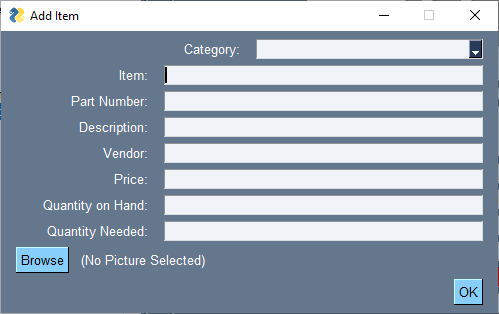 Add Item
Category:
Item:
Part Number:
Description:
Vendor:
Price:
Quantity on Hand:
Quantity Needed:
Browse (No Picture Selected)
OK